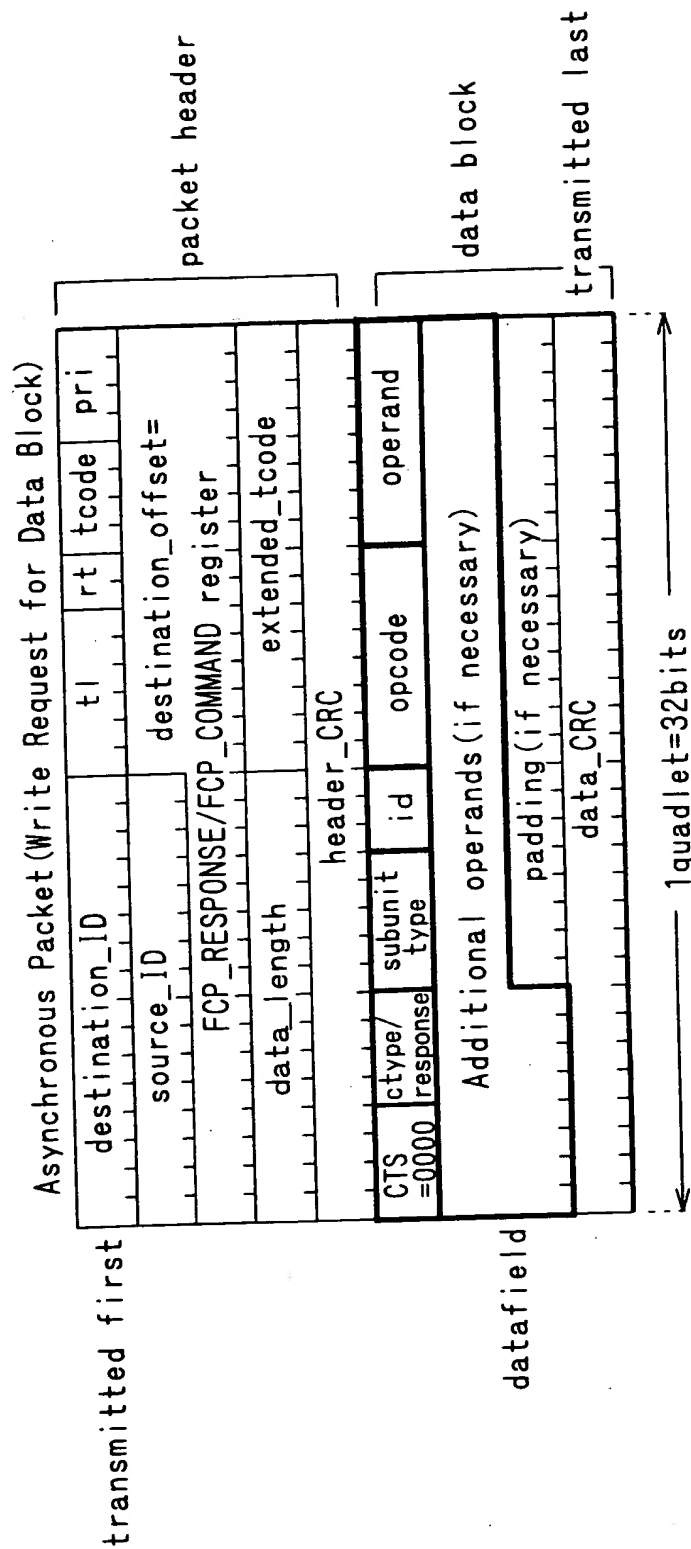 Asynchronous Packet(Write Request for Data Block)
transmitted first
destination_ID tl rt tcode pri
source_ID destination_offset=
FCP_RESPONSE/FCP_COMMAND register
packet header
data_length extended_tcode
header_CRC
CTS =0000 ctype/ response subunit type id opcode operand
datafield
Additional operands(if necessary)
data block
padding(if necessary)
data_CRC
transmitted last
1quadlet=32bits